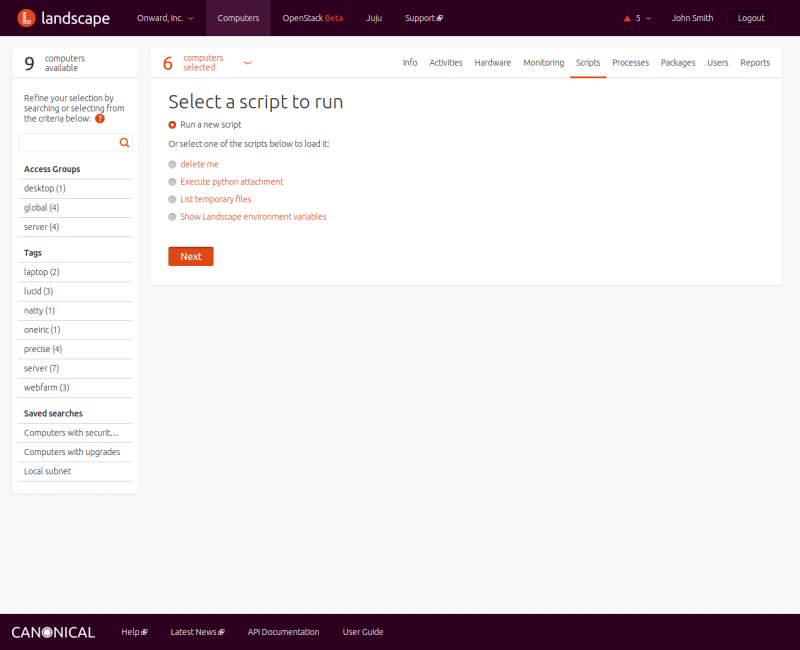 landscape
Onward, Inc.
Computers
OpenStack Beta
Juju
Support
5
John Smith
Logout
9 computers
available
Refine your selection by
searching or selecting from
the criteria below: ?
Access Groups
desktop (1)
global (4)
server (4)
Tags
laptop (2)
lucid (3)
natty (1)
oneiric (1)
precise (4)
server (7)
webfarm (3)
Saved searches
Computers with securit...
Computers with upgrades
Local subnet
6 computers
selected
Info
Activities
Hardware
Monitoring
Scripts
Processes
Packages
Users
Reports
Select a script to run
Run a new script
Or select one of the scripts below to load it:
delete me
Execute python attachment
List temporary files
Show Landscape environment variables
Next
CANONICAL
Help
Latest News
API Documentation
User Guide